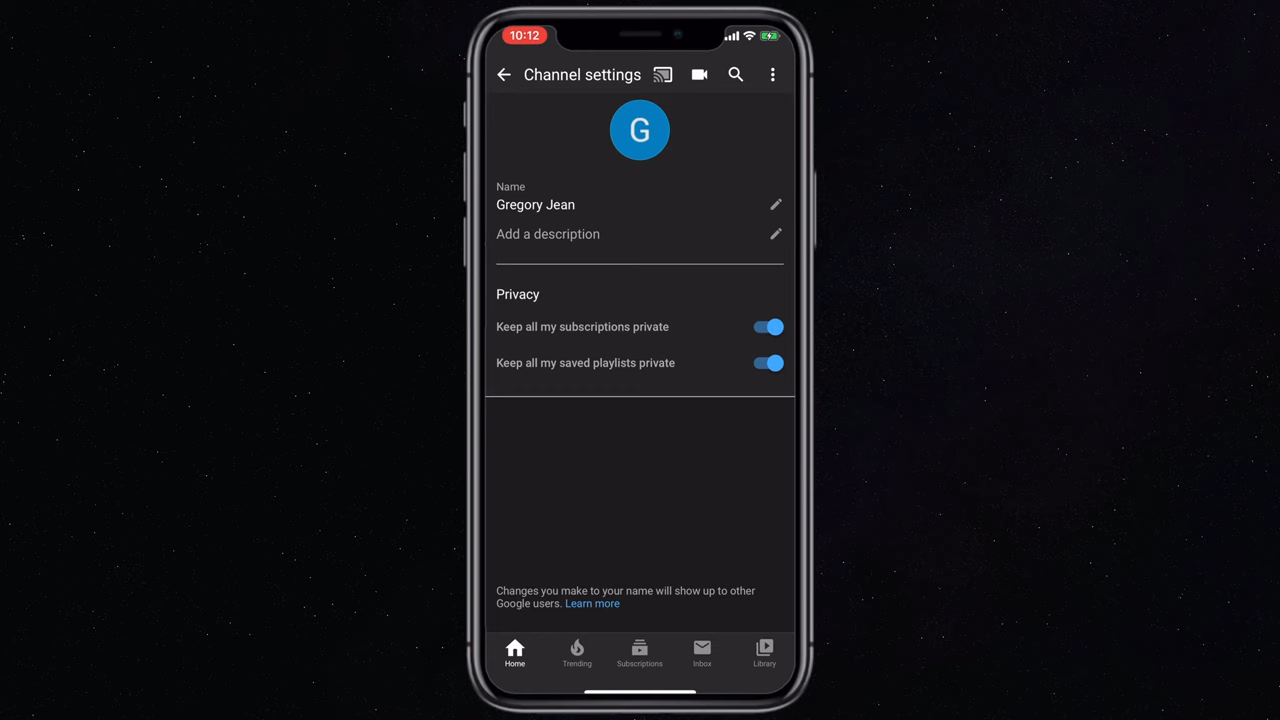 10:12
Channel settings
G
Name
Gregory Jean
Add a description
Privacy
Keep all my subscriptions private
Keep all my saved playlists private
Changes you make to your name will show up to other
Google users. Learn more
Home
Trending
Subscriptions
Inbox
Library